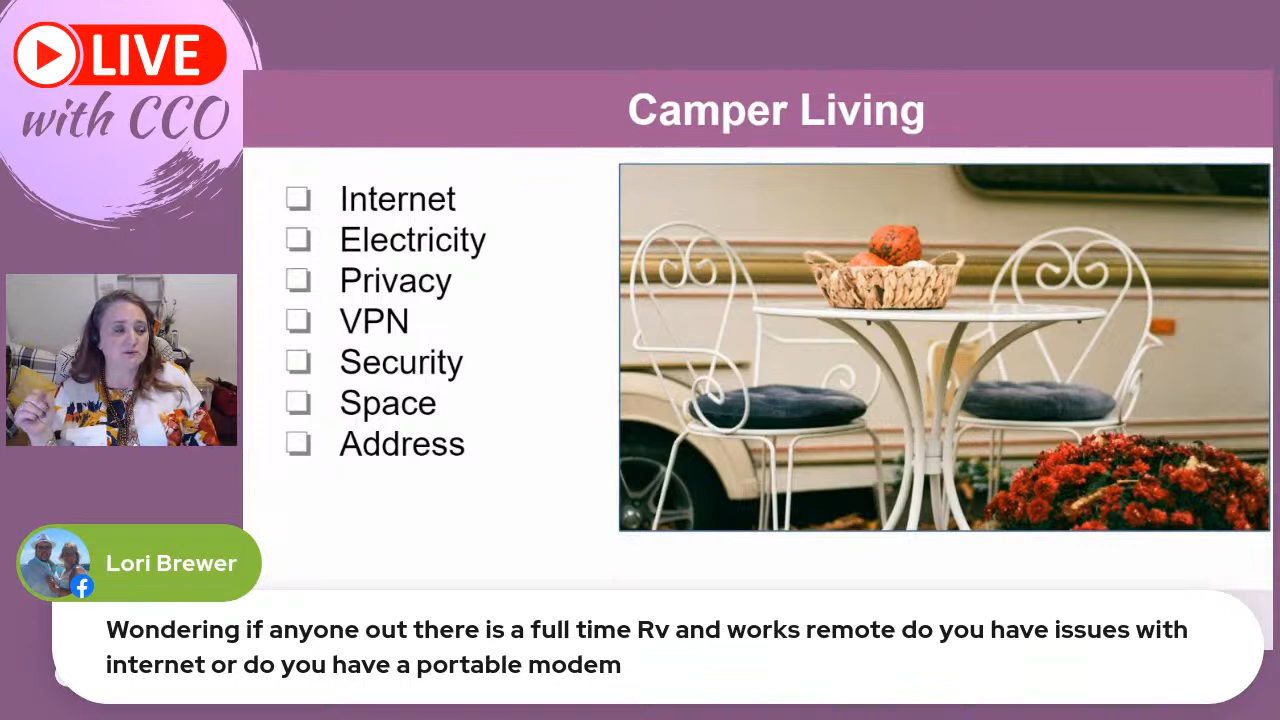 LIVE
with CCO
Camper Living
Internet
Electricity
Privacy
VPN
Security
Space
Address
Lori Brewer
Wondering if anyone out there is a full time Rv and works remote do you have issues with
internet or do you have a portable modem